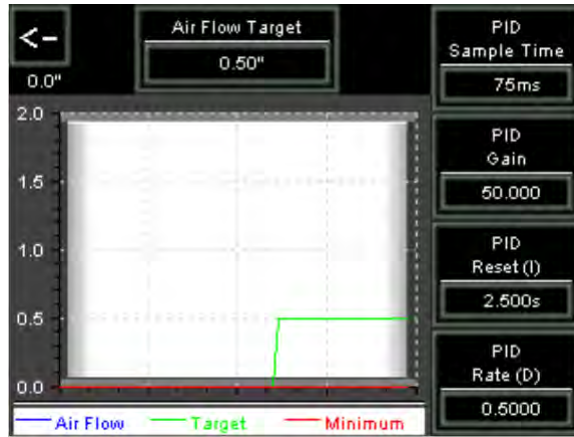 <-
0.0"
Air Flow Target
0.50"
PID
Sample Time
75ms
PID
Gain
50.000
PID
Reset (I)
2.500s
PID
Rate (D)
0.5000
2.0
1.5
1.0
0.5
0.0
Air Flow Target Minimum